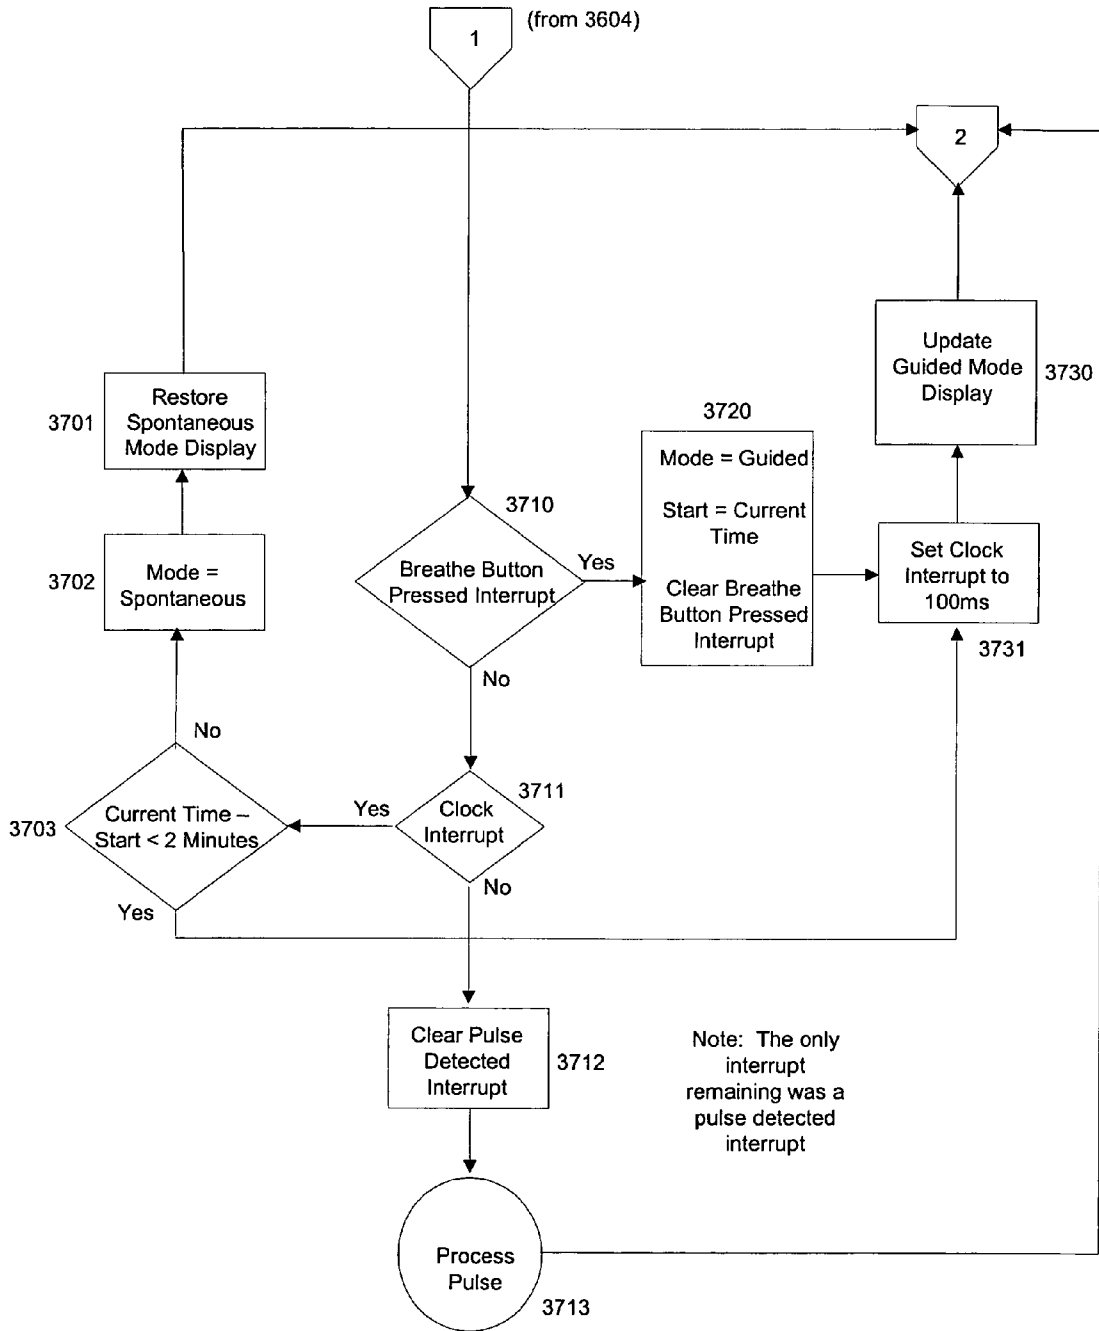 (from 3604)
1
2
Update
Guided Mode
Display
3730
Restore
Spontaneous
Mode Display
3701
3720
Mode = Guided
Start = Current
Time
Clear Breathe
Button Pressed
Interrupt
3710
Breathe Button
Pressed Interrupt
Yes
No
Set Clock
Interrupt to
100ms
3731
3702
Mode =
Spontaneous
No
3703
Current Time –
Start < 2 Minutes
Yes
Yes
3711
Clock
Interrupt
No
Clear Pulse
Detected
Interrupt
3712
Note: The only
interrupt
remaining was a
pulse detected
interrupt
Process
Pulse
3713